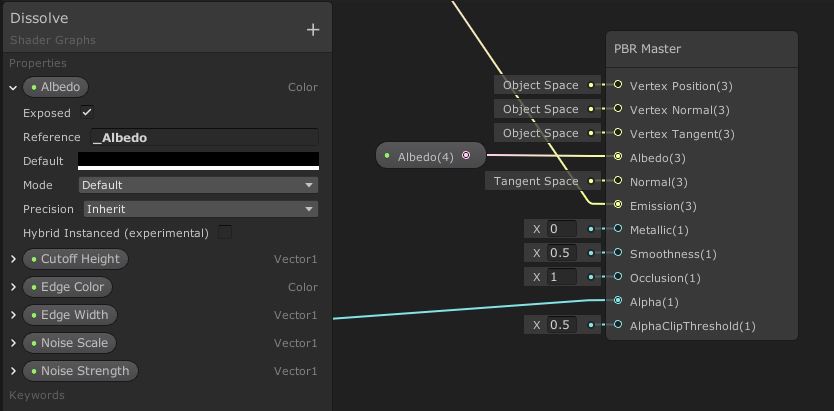 Dissolve
Shader Graphs
+
Properties
Albedo Color
Exposed
Reference _Albedo
Default
Mode Default
Precision Inherit
Hybrid Instanced (experimental)
Cutoff Height Vector1
Edge Color Color
Edge Width Vector1
Noise Scale Vector1
Noise Strength Vector1
Keywords
Albedo(4)
PBR Master
Object Space Vertex Position(3)
Object Space Vertex Normal(3)
Object Space Vertex Tangent(3)
Albedo(3)
Tangent Space Normal(3)
Emission(3)
X 0 Metallic(1)
X 0.5 Smoothness(1)
X 1 Occlusion(1)
Alpha(1)
X 0.5 AlphaClipThreshold(1)